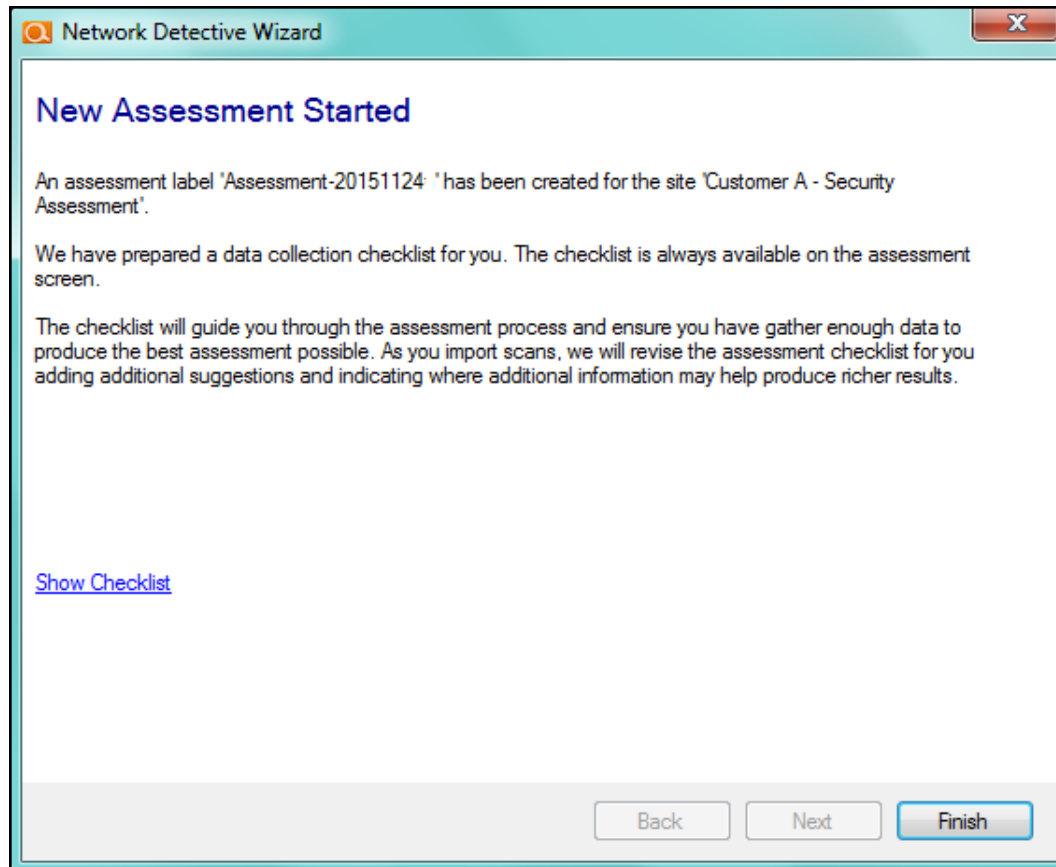 Network Detective Wizard
X
New Assessment Started
An assessment label 'Assessment-20151124 ' has been created for the site 'Customer A - Security
Assessment'.
We have prepared a data collection checklist for you. The checklist is always available on the assessment
screen.
The checklist will guide you through the assessment process and ensure you have gather enough data to
produce the best assessment possible. As you import scans, we will revise the assessment checklist for you
adding additional suggestions and indicating where additional information may help produce richer results.
Show Checklist
Back Next Finish